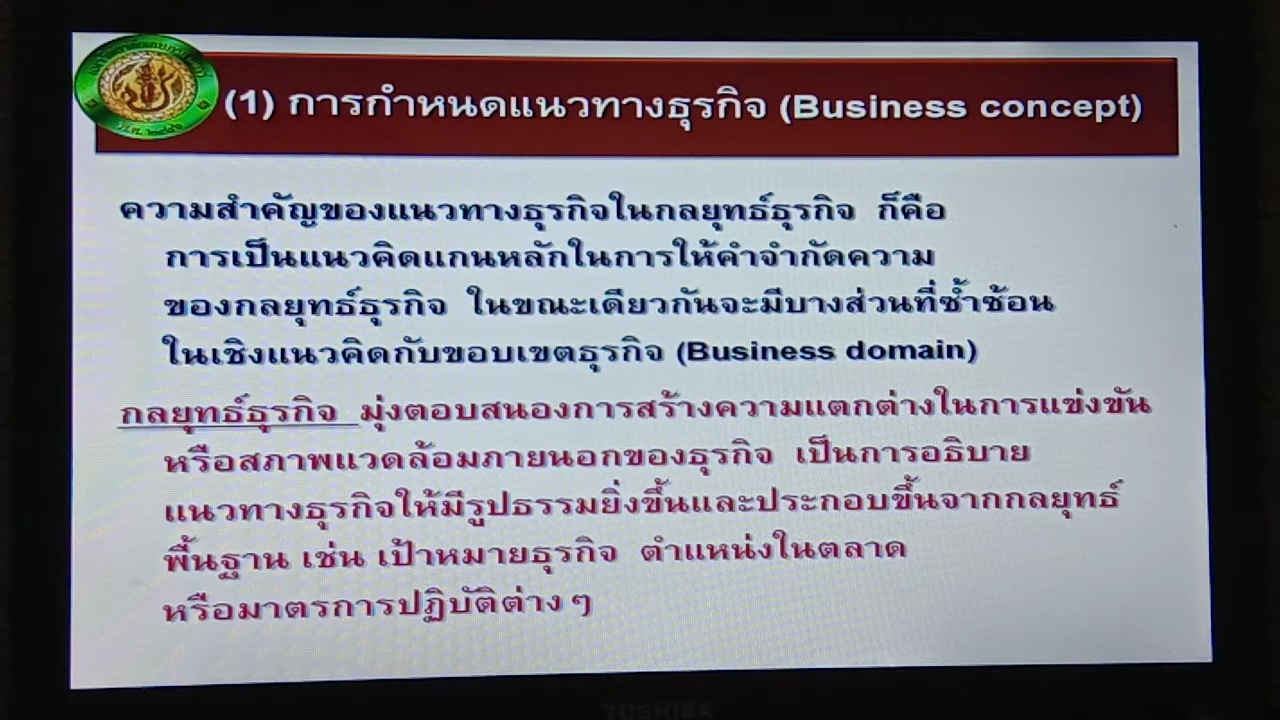 (1) การกำหนดแนวทางธุรกิจ (Business concept)
ความสำคัญของแนวทางธุรกิจในกลยุทธ์ธุรกิจ ก็คือ
การเป็นแนวคิดแกนหลักในการให้คำจำกัดความ
ของกลยุทธ์ธุรกิจ ในขณะเดียวกันจะมีบางส่วนที่ซ้ำซ้อน
ในเชิงแนวคิดกับขอบเขตธุรกิจ (Business domain)
กลยุทธ์ธุรกิจ มุ่งตอบสนองการสร้างความแตกต่างในการแข่งขัน
หรือสภาพแวดล้อมภายนอกของธุรกิจ เป็นการอธิบาย
แนวทางธุรกิจให้มีรูปธรรมยิ่งขึ้นและประกอบขึ้นจากกลยุทธ์
พื้นฐาน เช่น เป้าหมายธุรกิจ ตำแหน่งในตลาด
หรือมาตรการปฏิบัติต่างๆ
TOSHIBA